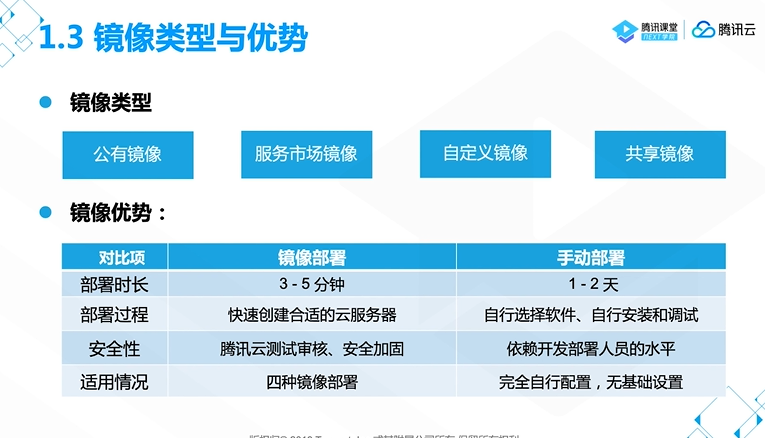 1.3 镜像类型与优势
腾讯课堂
NEXT学院
腾讯云
镜像类型
公有镜像 服务市场镜像 自定义镜像 共享镜像
镜像优势：
对比项 镜像部署 手动部署
部署时长 3 - 5 分钟 1 - 2 天
部署过程 快速创建合适的云服务器 自行选择软件、自行安装和调试
安全性 腾讯云测试审核、安全加固 依赖开发部署人员的水平
适用情况 四种镜像部署 完全自行配置，无基础设置